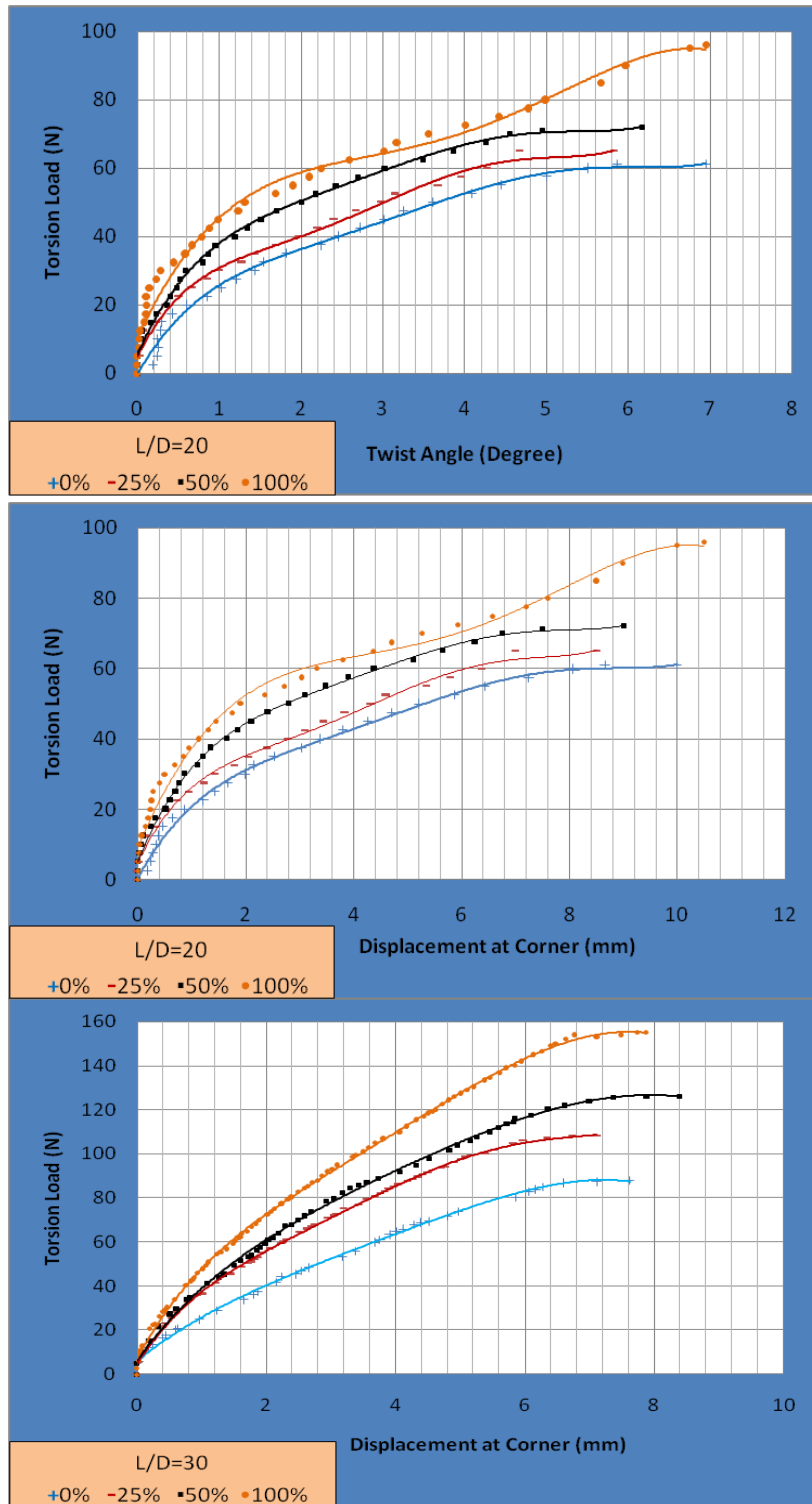 100
80
60
40
20
0
Torsion Load (N)
0 1 2 3 4 5 6 7 8
Twist Angle (Degree)
L/D=20
+0% -25% ▪50% •100%
100
80
60
40
20
0
Torsion Load (N)
0 2 4 6 8 10 12
Displacement at Corner (mm)
L/D=20
+0% -25% ▪50% •100%
160
140
120
100
80
60
40
20
0
Torsion Load (N)
0 2 4 6 8 10
Displacement at Corner (mm)
L/D=30
+0% -25% ▪50% •100%